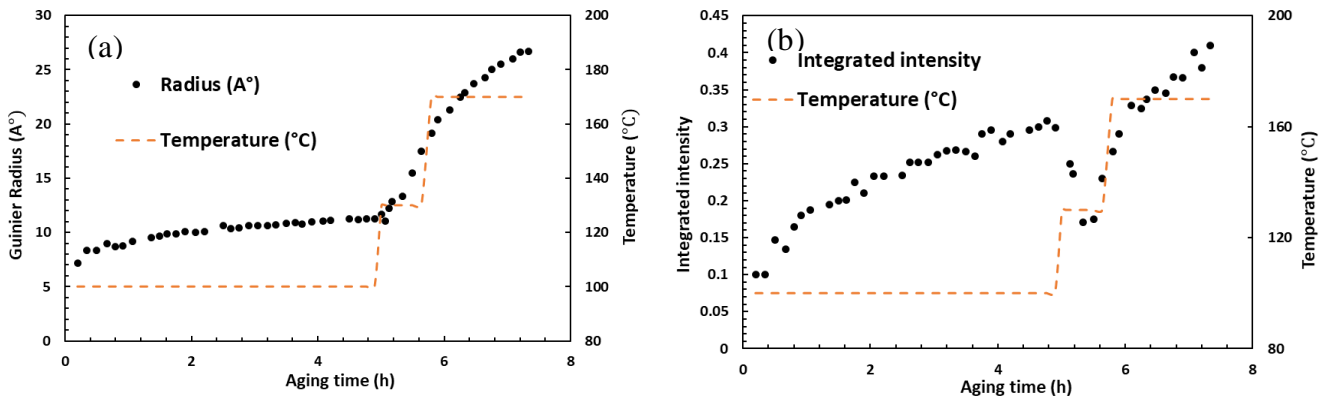 (a)
Radius (A°)
Temperature (°C)
30
25
20
15
10
5
0
Guinier Radius (A°)
200
180
160
140
120
100
80
Temperature (°C)
0 2 4 6 8
Aging time (h)
(b)
Integrated intensity
Temperature (°C)
0.45
0.4
0.35
0.3
0.25
0.2
0.15
0.1
0.05
0
Integrated intensity
200
160
120
80
Temperature (°C)
0 2 4 6 8
Aging time (h)